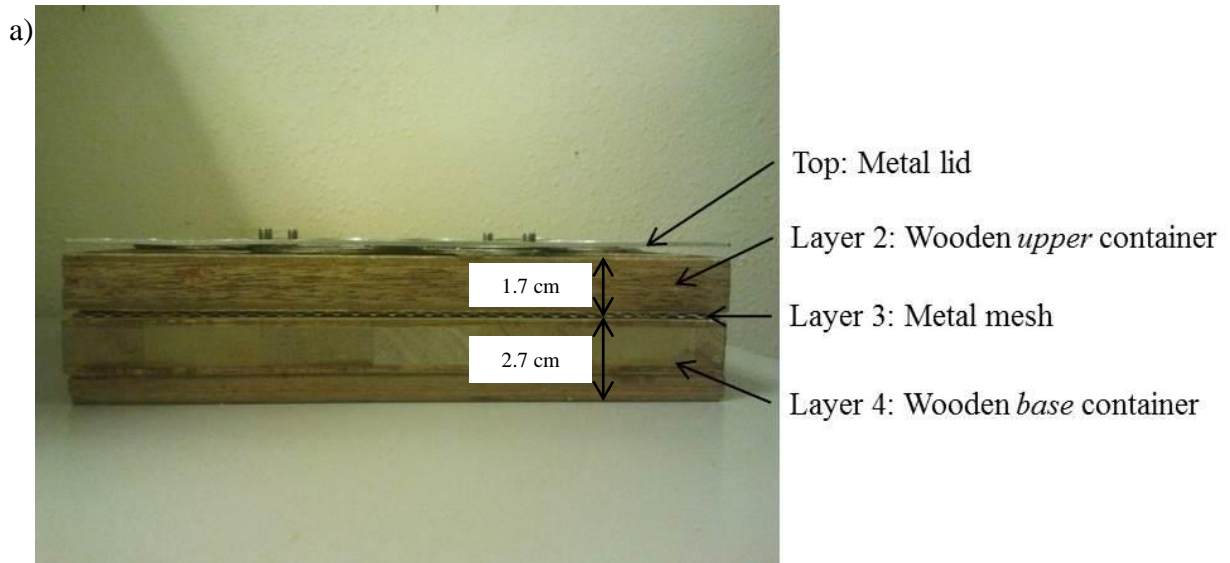 a)
Top: Metal lid
Layer 2: Wooden upper container
1.7 cm
Layer 3: Metal mesh
2.7 cm
Layer 4: Wooden base container